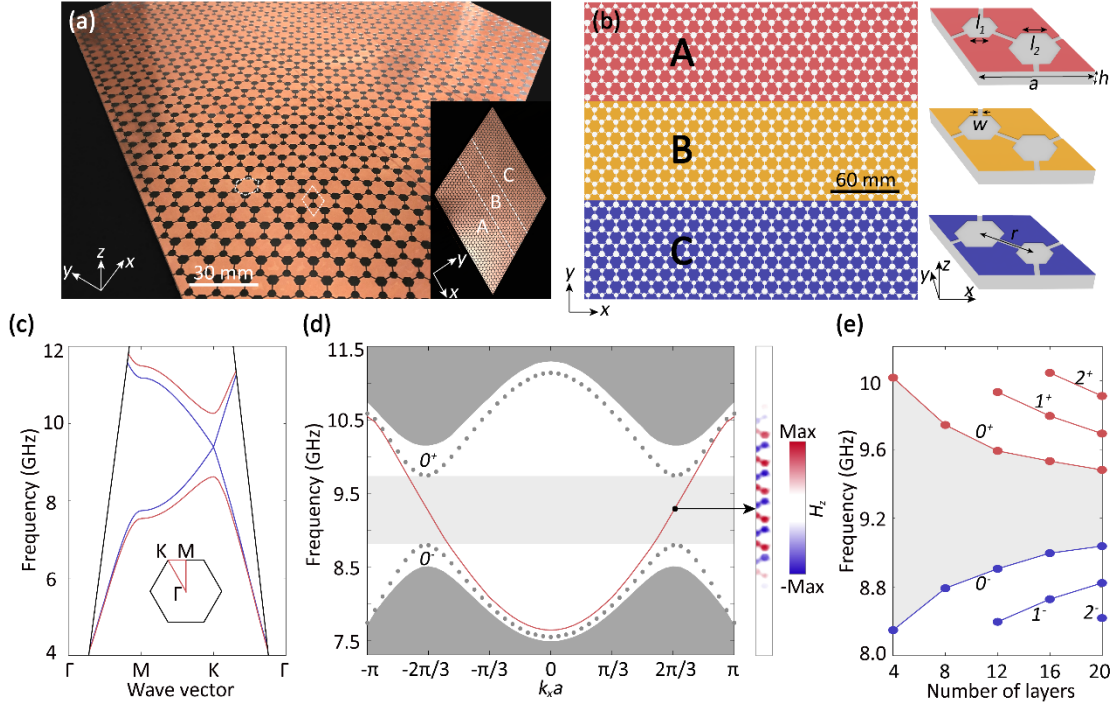 (a)
C
B
A
y
z
x
30 mm
y
x
(b)
A
B
C
60 mm
y
x
l1
l2
a
h
w
r
y
z
x
(c)
12
10
8
6
4
Frequency (GHz)
K M
Γ
Γ M K Γ
Wave vector
(d)
11.5
10.5
9.5
8.5
7.5
Frequency (GHz)
0+
0-
-π -2π/3 -π/3 0 π/3 2π/3 π
kxa
Max
Hz
-Max
(e)
10
9.6
9.2
8.8
8.0
Frequency (GHz)
2+
1+
0+
0-
1-
2-
4 8 12 16 20
Number of layers